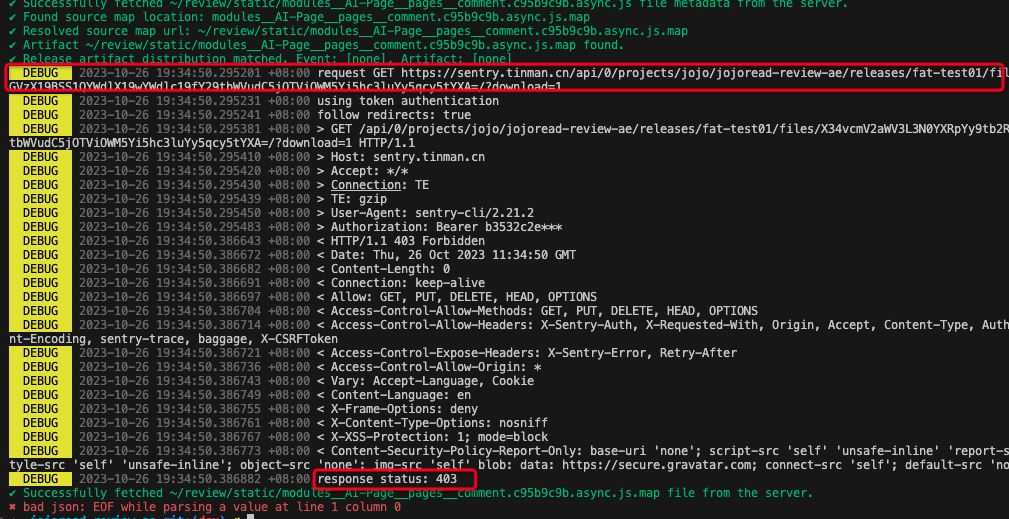 ✔ Successfully fetched ~/review/static/modules__AI-Page__pages__comment.c95b9c9b.async.js file metadata from the server.
✔ Found source map location: modules__AI-Page__pages__comment.c95b9c9b.async.js.map
✔ Resolved source map url: ~/review/static/modules__AI-Page__pages__comment.c95b9c9b.async.js.map
✔ Artifact ~/review/static/modules__AI-Page__pages__comment.c95b9c9b.async.js.map found.
✔ Release artifact distribution matched. Event: [none], Artifact: [none]
DEBUG 2023-10-26 19:34:50.295201 +08:00 request GET https://sentry.tinman.cn/api/0/projects/jojo/jojoread-review-ae/releases/fat-test01/fil
DEBUG 2023-10-26 19:34:50.295231 +08:00 using token authentication
DEBUG 2023-10-26 19:34:50.295241 +08:00 follow redirects: true
DEBUG 2023-10-26 19:34:50.295381 +08:00 > GET /api/0/projects/jojo/jojoread-review-ae/releases/fat-test01/files/X34vcmV2aWV3L3N0YXRpYy9tb2R
tbWVudC5jOTViOWM5Yi5hc3luYy5qcy5tYXA=/?download=1 HTTP/1.1
DEBUG 2023-10-26 19:34:50.295410 +08:00 > Host: sentry.tinman.cn
DEBUG 2023-10-26 19:34:50.295420 +08:00 > Accept: */*
DEBUG 2023-10-26 19:34:50.295430 +08:00 > Connection: TE
DEBUG 2023-10-26 19:34:50.295439 +08:00 > TE: gzip
DEBUG 2023-10-26 19:34:50.295450 +08:00 > User-Agent: sentry-cli/2.21.2
DEBUG 2023-10-26 19:34:50.295483 +08:00 > Authorization: Bearer b3532c2e***
DEBUG 2023-10-26 19:34:50.386643 +08:00 < HTTP/1.1 403 Forbidden
DEBUG 2023-10-26 19:34:50.386672 +08:00 < Date: Thu, 26 Oct 2023 11:34:50 GMT
DEBUG 2023-10-26 19:34:50.386682 +08:00 < Content-Length: 0
DEBUG 2023-10-26 19:34:50.386691 +08:00 < Connection: keep-alive
DEBUG 2023-10-26 19:34:50.386697 +08:00 < Allow: GET, PUT, DELETE, HEAD, OPTIONS
DEBUG 2023-10-26 19:34:50.386704 +08:00 < Access-Control-Allow-Methods: GET, PUT, DELETE, HEAD, OPTIONS
DEBUG 2023-10-26 19:34:50.386714 +08:00 < Access-Control-Allow-Headers: X-Sentry-Auth, X-Requested-With, Origin, Accept, Content-Type, Auth
nt-Encoding, sentry-trace, baggage, X-CSRFToken
DEBUG 2023-10-26 19:34:50.386721 +08:00 < Access-Control-Expose-Headers: X-Sentry-Error, Retry-After
DEBUG 2023-10-26 19:34:50.386736 +08:00 < Access-Control-Allow-Origin: *
DEBUG 2023-10-26 19:34:50.386743 +08:00 < Vary: Accept-Language, Cookie
DEBUG 2023-10-26 19:34:50.386749 +08:00 < Content-Language: en
DEBUG 2023-10-26 19:34:50.386755 +08:00 < X-Frame-Options: deny
DEBUG 2023-10-26 19:34:50.386761 +08:00 < X-Content-Type-Options: nosniff
DEBUG 2023-10-26 19:34:50.386767 +08:00 < X-XSS-Protection: 1; mode=block
DEBUG 2023-10-26 19:34:50.386773 +08:00 < Content-Security-Policy-Report-Only: base-uri 'none'; script-src 'self' 'unsafe-inline' 'report-s
tyle-src 'self' 'unsafe-inline'; object-src 'none'; img-src 'self' blob: data: https://secure.gravatar.com; connect-src 'self'; default-src 'no
DEBUG 2023-10-26 19:34:50.386882 +08:00 response status: 403
✔ Successfully fetched ~/review/static/modules__AI-Page__pages__comment.c95b9c9b.async.js.map file from the server.
✖ bad json: EOF while parsing a value at line 1 column 0